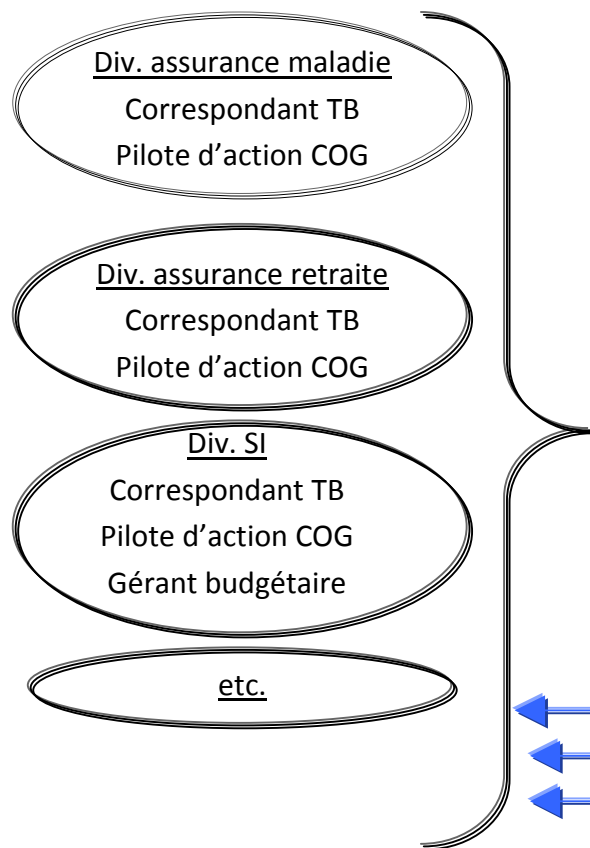 Div. assurance maladie
Correspondant TB
Pilote d’action COG
Div. assurance retraite
Correspondant TB
Pilote d’action COG
Div. SI
Correspondant TB
Pilote d’action COG
Gérant budgétaire
etc.